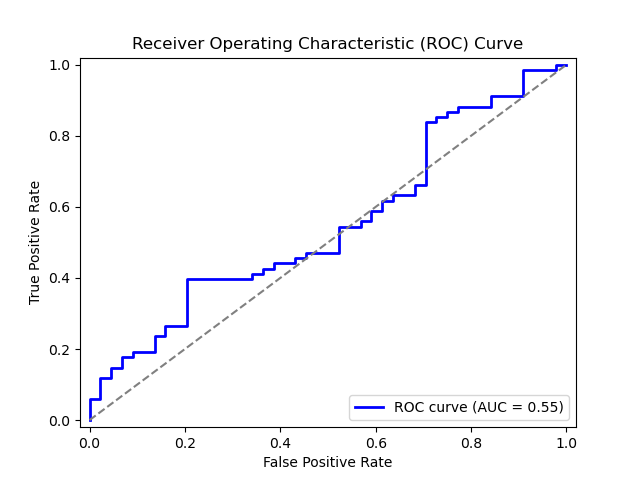 Receiver Operating Characteristic (ROC) Curve
1.0
0.8
0.6
0.4
0.2
0.0
True Positive Rate
ROC curve (AUC = 0.55)
0.0 0.2 0.4 0.6 0.8 1.0
False Positive Rate